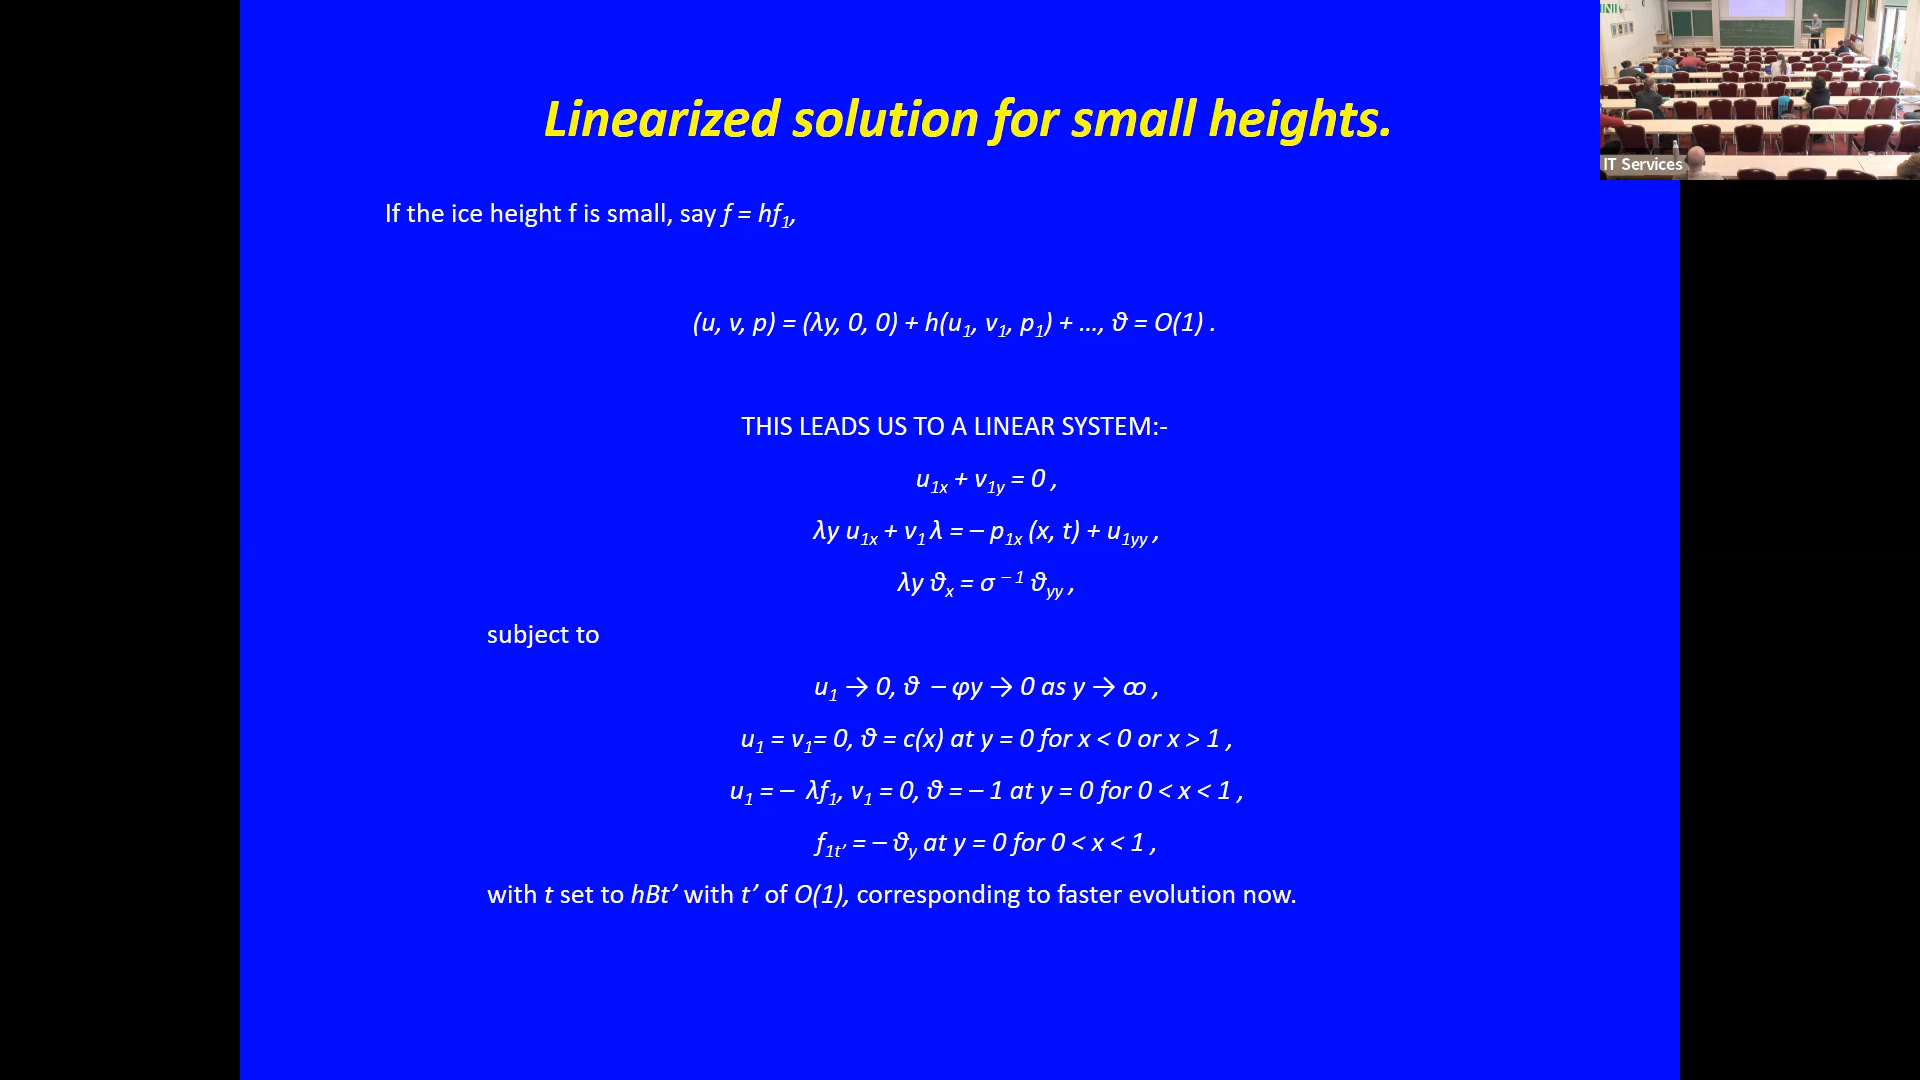 Linearized solution for small heights.
If the ice height f is small, say f = hf₁,
(u, v, p) = (λy, 0, 0) + h(u₁, v₁, p₁) + ..., ϑ = O(1) .
THIS LEADS US TO A LINEAR SYSTEM:-
u₁ₓ + v₁y = 0 ,
λy u₁ₓ + v₁ λ = – p₁ₓ (x, t) + u₁yy ,
λy ϑₓ = σ ⁻¹ ϑyy ,
subject to
u₁ → 0, ϑ – φy → 0 as y → ∞ ,
u₁ = v₁= 0, ϑ = c(x) at y = 0 for x < 0 or x > 1 ,
u₁ = – λf₁, v₁ = 0, ϑ = – 1 at y = 0 for 0 < x < 1 ,
f₁t′ = – ϑy at y = 0 for 0 < x < 1 ,
with t set to hBt’ with t’ of O(1), corresponding to faster evolution now.
IT Services